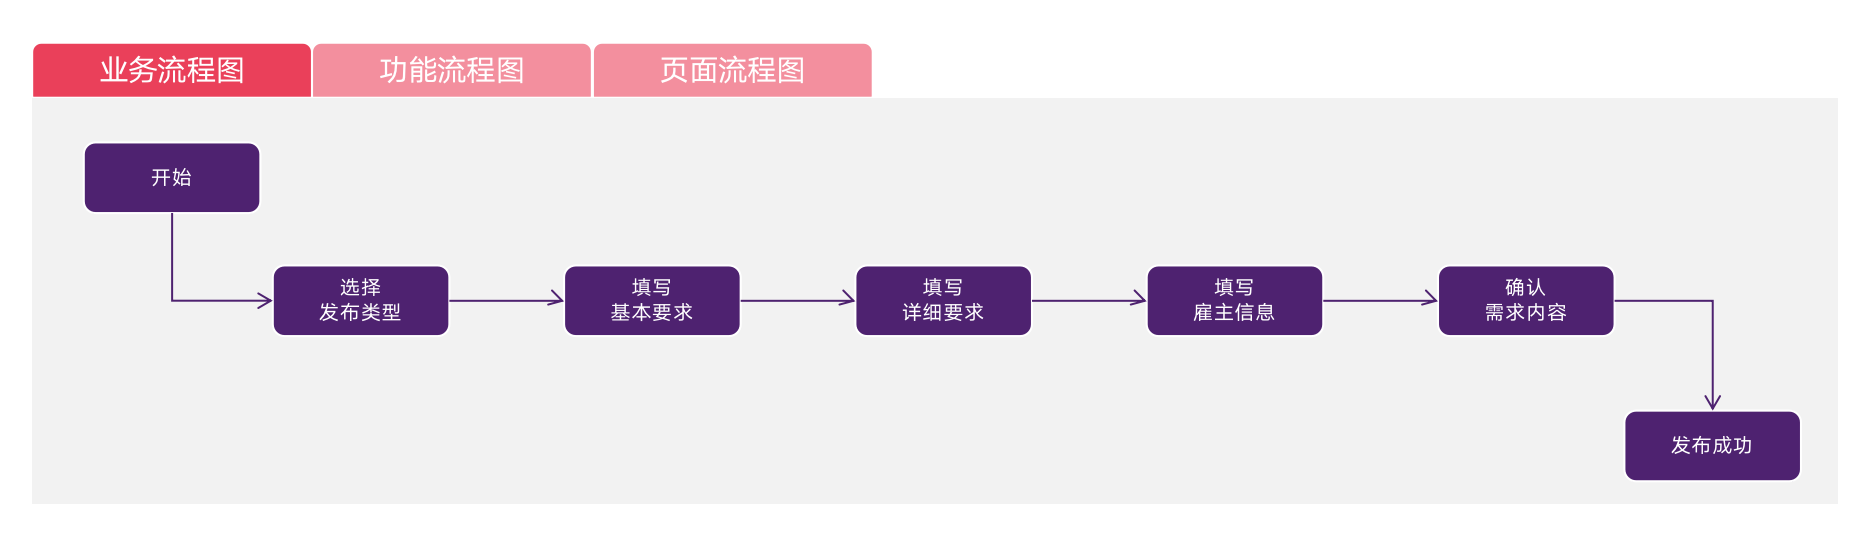 业务流程图
功能流程图
页面流程图
开始
选择
发布类型
填写
基本要求
填写
详细要求
填写
雇主信息
确认
需求内容
发布成功